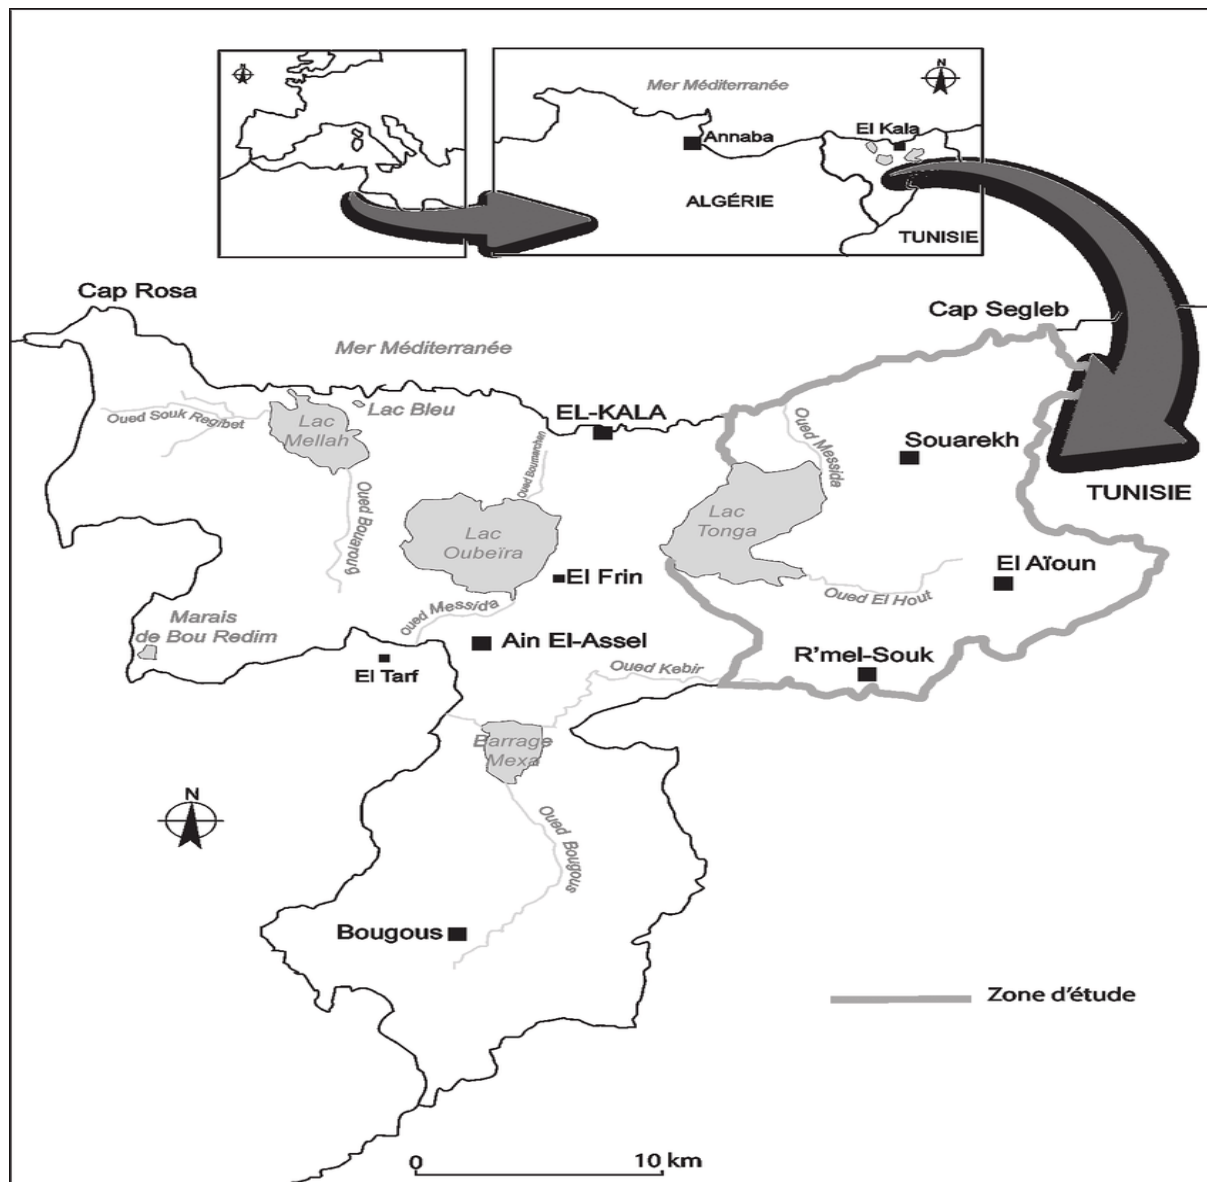 N
N
Mer Méditerranée
Annaba
El Kala
ALGÉRIE
TUNISIE
Cap Rosa
Cap Segleb
Mer Méditerranée
Lac Bleu
Oued Souk Regibet
Lac
Mellah
EL-KALA
Oued Messida
Souarekh
Oued Boumarchen
TUNISIE
Oued Bouaroug
Lac
Oubeïra
Lac
Tonga
El Frin
El Aïoun
Oued El Hout
Oued Messida
Marais
de Bou Redim
Ain El-Assel
El Tarf
Oued Kebir
R'mel-Souk
Barrage
Mexa
N
Oued Bougous
Bougous
Zone d'étude
0
10 km